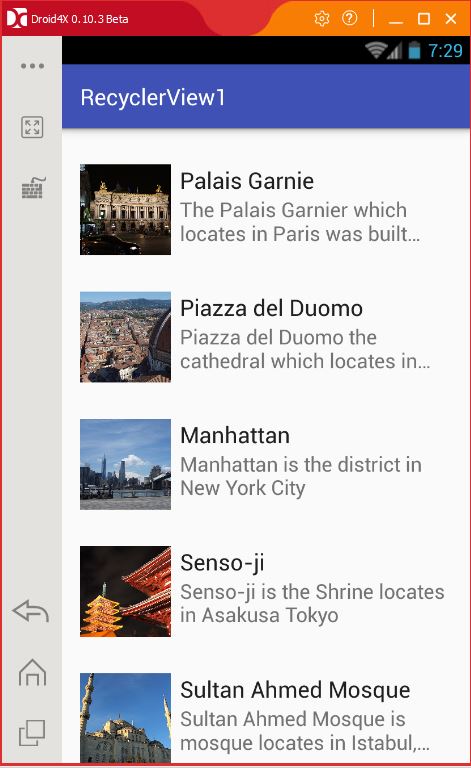 Droid4X 0.10.3 Beta
7:29
RecyclerView1
Palais Garnie
The Palais Garnier which
locates in Paris was built…
Piazza del Duomo
Piazza del Duomo the
cathedral which locates in…
Manhattan
Manhattan is the district in
New York City
Senso-ji
Senso-ji is the Shrine locates
in Asakusa Tokyo
Sultan Ahmed Mosque
Sultan Ahmed Mosque is
mosque locates in Istabul,…